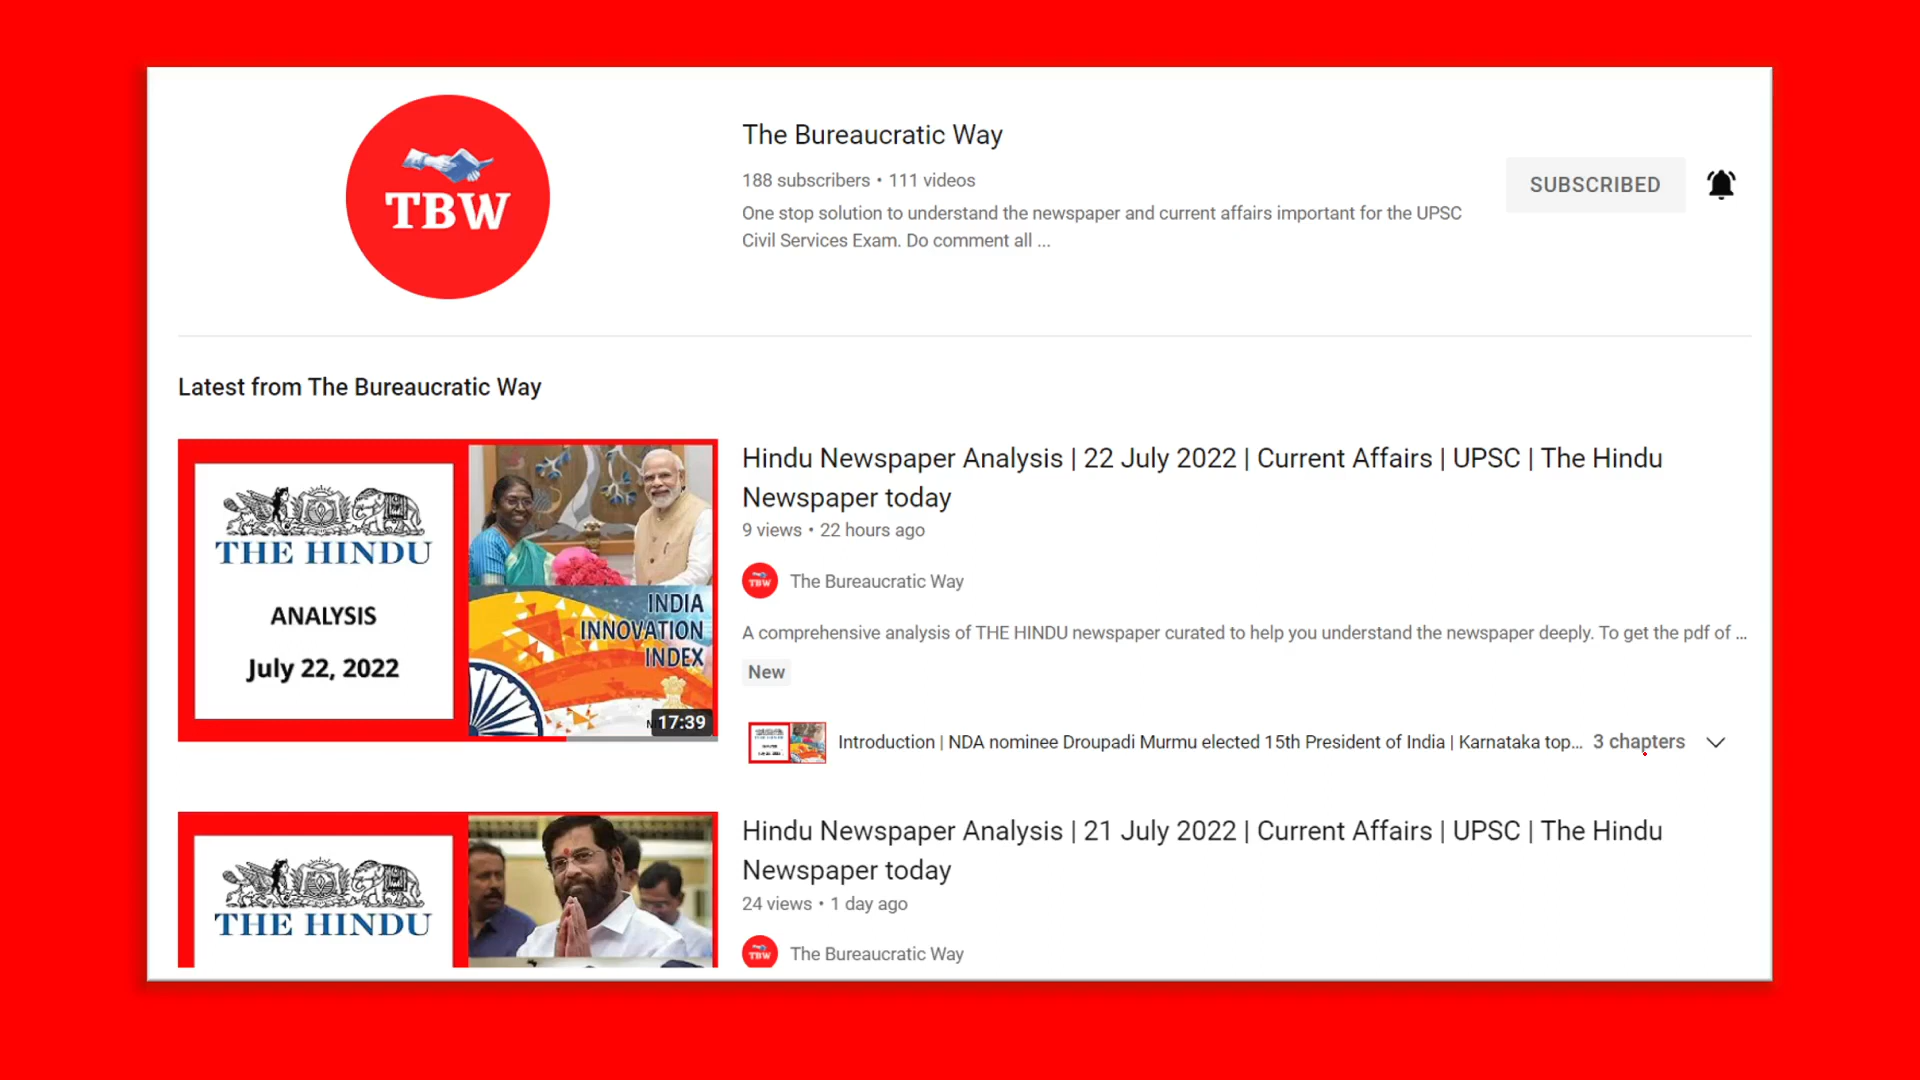 TBW
The Bureaucratic Way
188 subscribers • 111 videos
One stop solution to understand the newspaper and current affairs important for the UPSC
Civil Services Exam. Do comment all ...
SUBSCRIBED
Latest from The Bureaucratic Way
THE HINDU
ANALYSIS
July 22, 2022
INDIA
INNOVATION
INDEX
17:39
Hindu Newspaper Analysis | 22 July 2022 | Current Affairs | UPSC | The Hindu
Newspaper today
9 views • 22 hours ago
TBW
The Bureaucratic Way
A comprehensive analysis of THE HINDU newspaper curated to help you understand the newspaper deeply. To get the pdf of ...
New
Introduction | NDA nominee Droupadi Murmu elected 15th President of India | Karnataka top...
3 chapters
THE HINDU
Hindu Newspaper Analysis | 21 July 2022 | Current Affairs | UPSC | The Hindu
Newspaper today
24 views • 1 day ago
TBW
The Bureaucratic Way